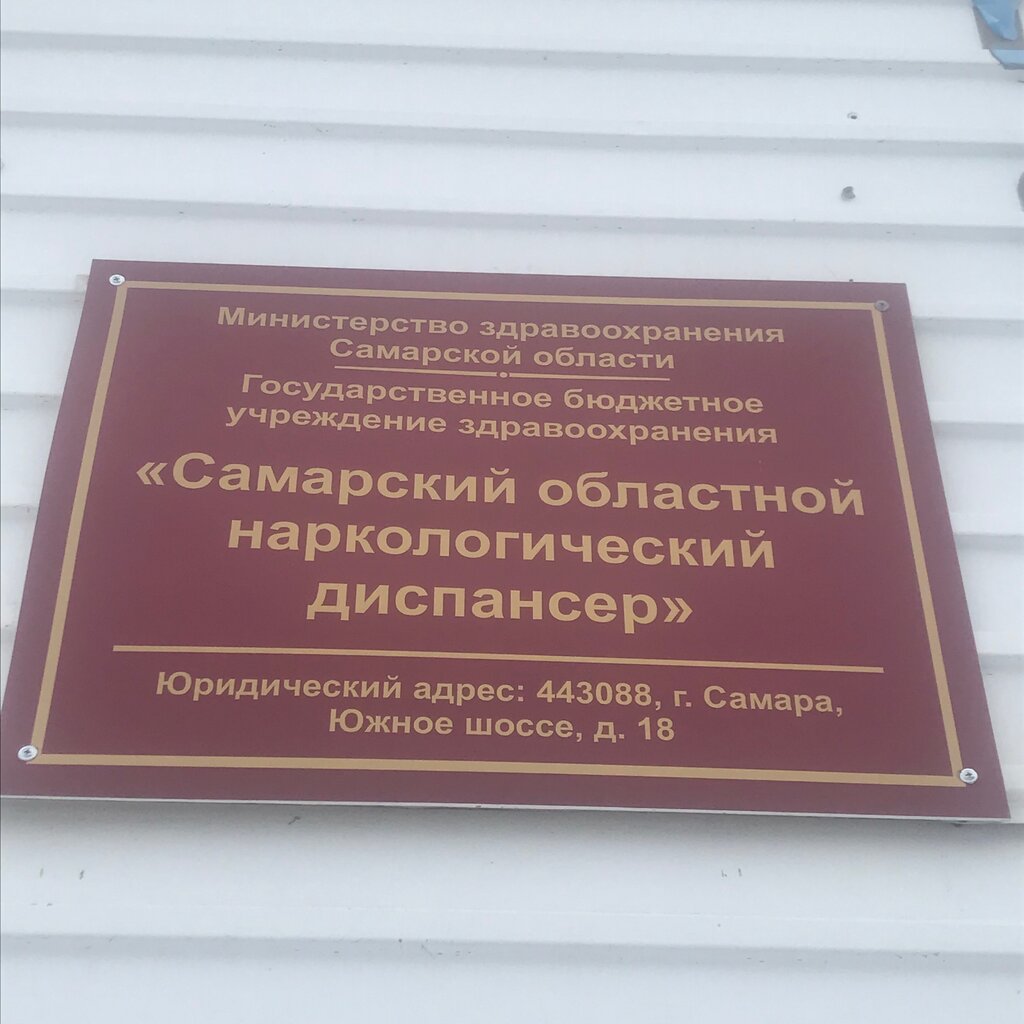 Министерство здравоохранения
Самарской области
Государственное бюджетное
учреждение здравоохранения
«Самарский областной
наркологический
диспансер»
Юридический адрес: 443088, г. Самара,
Южное шоссе, д. 18